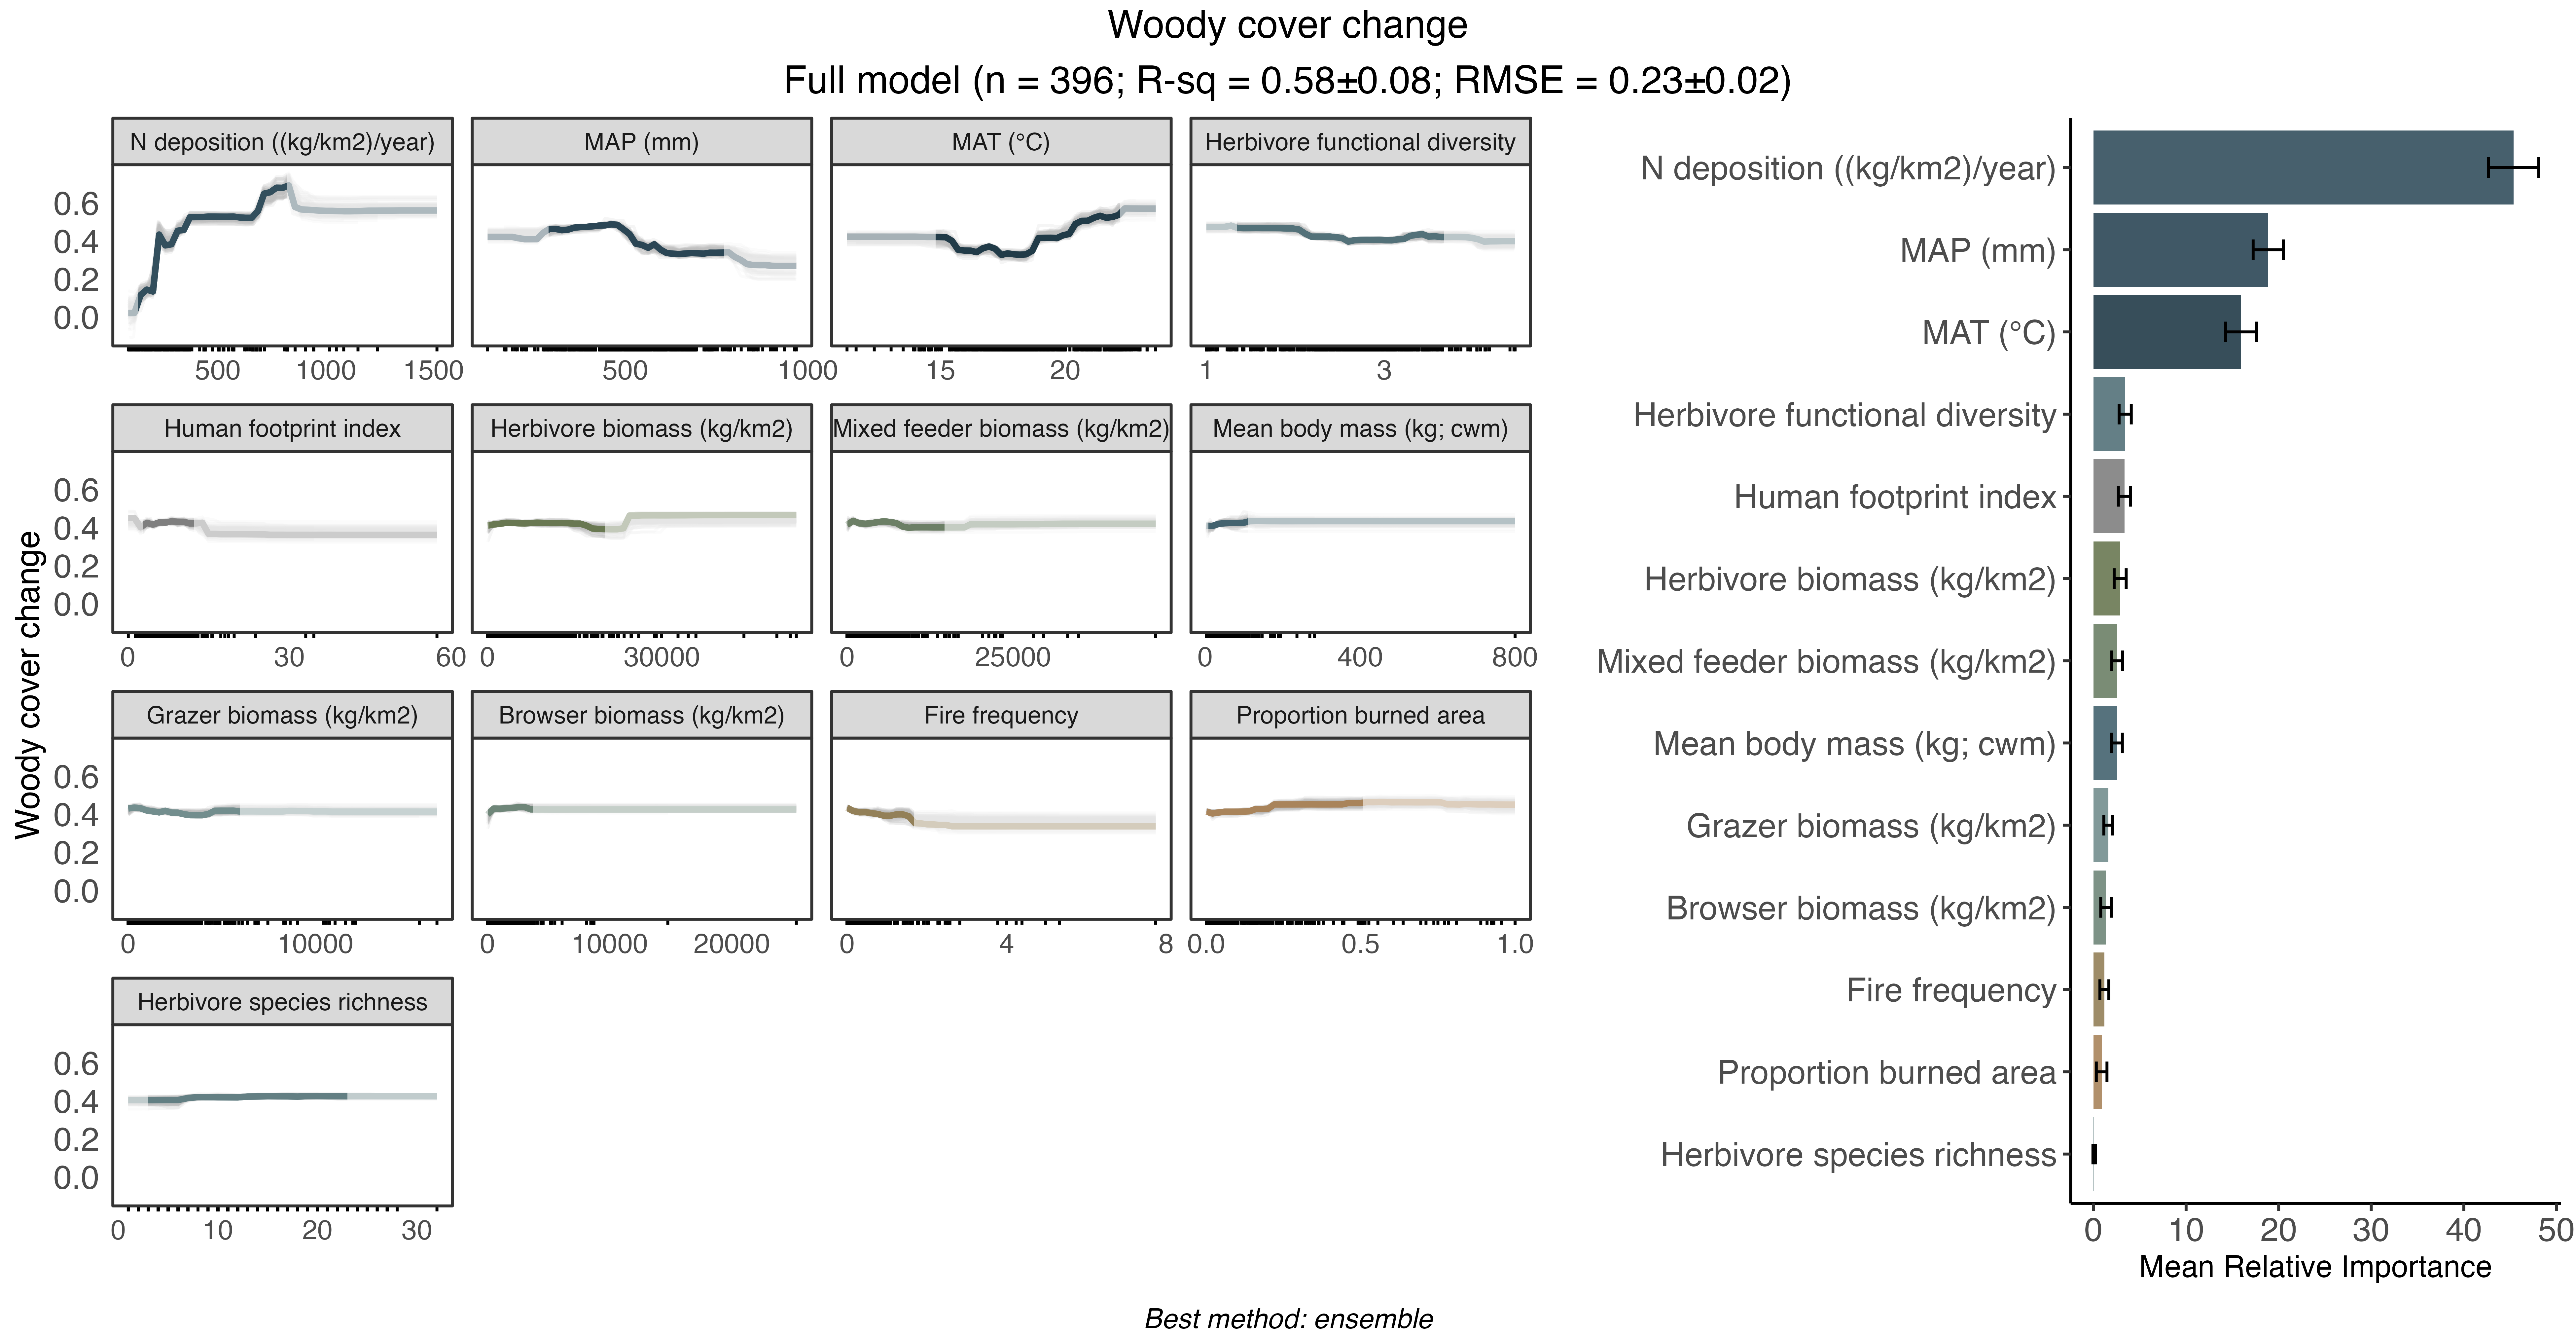 Woody cover change
Full model (n = 396; R-sq = 0.58±0.08; RMSE = 0.23±0.02)
N deposition ((kg/km2)/year)
MAP (mm)
MAT (°C)
Herbivore functional diversity
0.6
0.4
0.2
0.0
500 1000 1500
500 1000
15 20
1 3
Human footprint index
Herbivore biomass (kg/km2)
Mixed feeder biomass (kg/km2)
Mean body mass (kg; cwm)
0.6
0.4
0.2
0.0
0 30 60
0 30000
0 25000
0 400 800
Grazer biomass (kg/km2)
Browser biomass (kg/km2)
Fire frequency
Proportion burned area
0.6
0.4
0.2
0.0
0 10000
0 10000 20000
0 4 8
0.0 0.5 1.0
Herbivore species richness
0.6
0.4
0.2
0.0
0 10 20 30
Woody cover change
N deposition ((kg/km2)/year)
MAP (mm)
MAT (°C)
Herbivore functional diversity
Human footprint index
Herbivore biomass (kg/km2)
Mixed feeder biomass (kg/km2)
Mean body mass (kg; cwm)
Grazer biomass (kg/km2)
Browser biomass (kg/km2)
Fire frequency
Proportion burned area
Herbivore species richness
0 10 20 30 40 50
Mean Relative Importance
Best method: ensemble